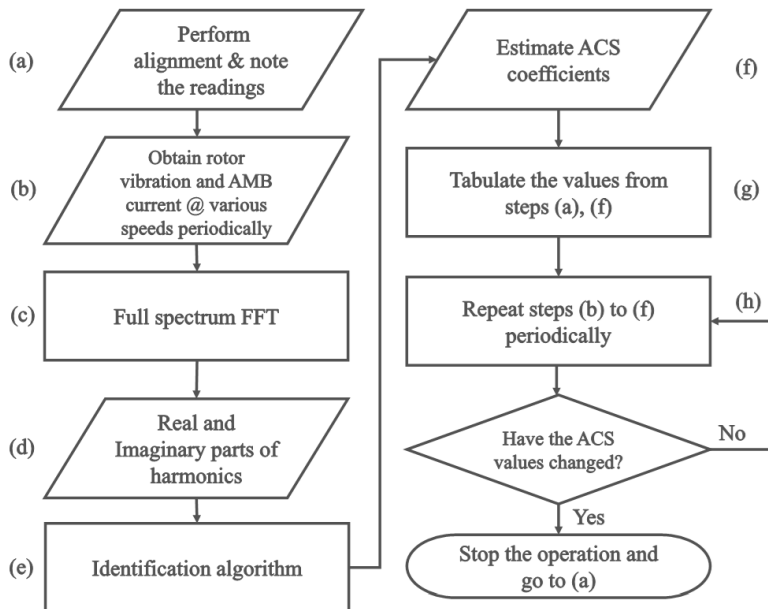 (a)
Perform
alignment & note
the readings
(b)
Obtain rotor
vibration and AMB
current @ various
speeds periodically
(c)
Full spectrum FFT
(d)
Real and
Imaginary parts of
harmonics
(e)
Identification algorithm
Estimate ACS
coefficients
(f)
Tabulate the values from
steps (a), (f)
(g)
Repeat steps (b) to (f)
periodically
(h)
Have the ACS
values changed?
No
Yes
Stop the operation and
go to (a)